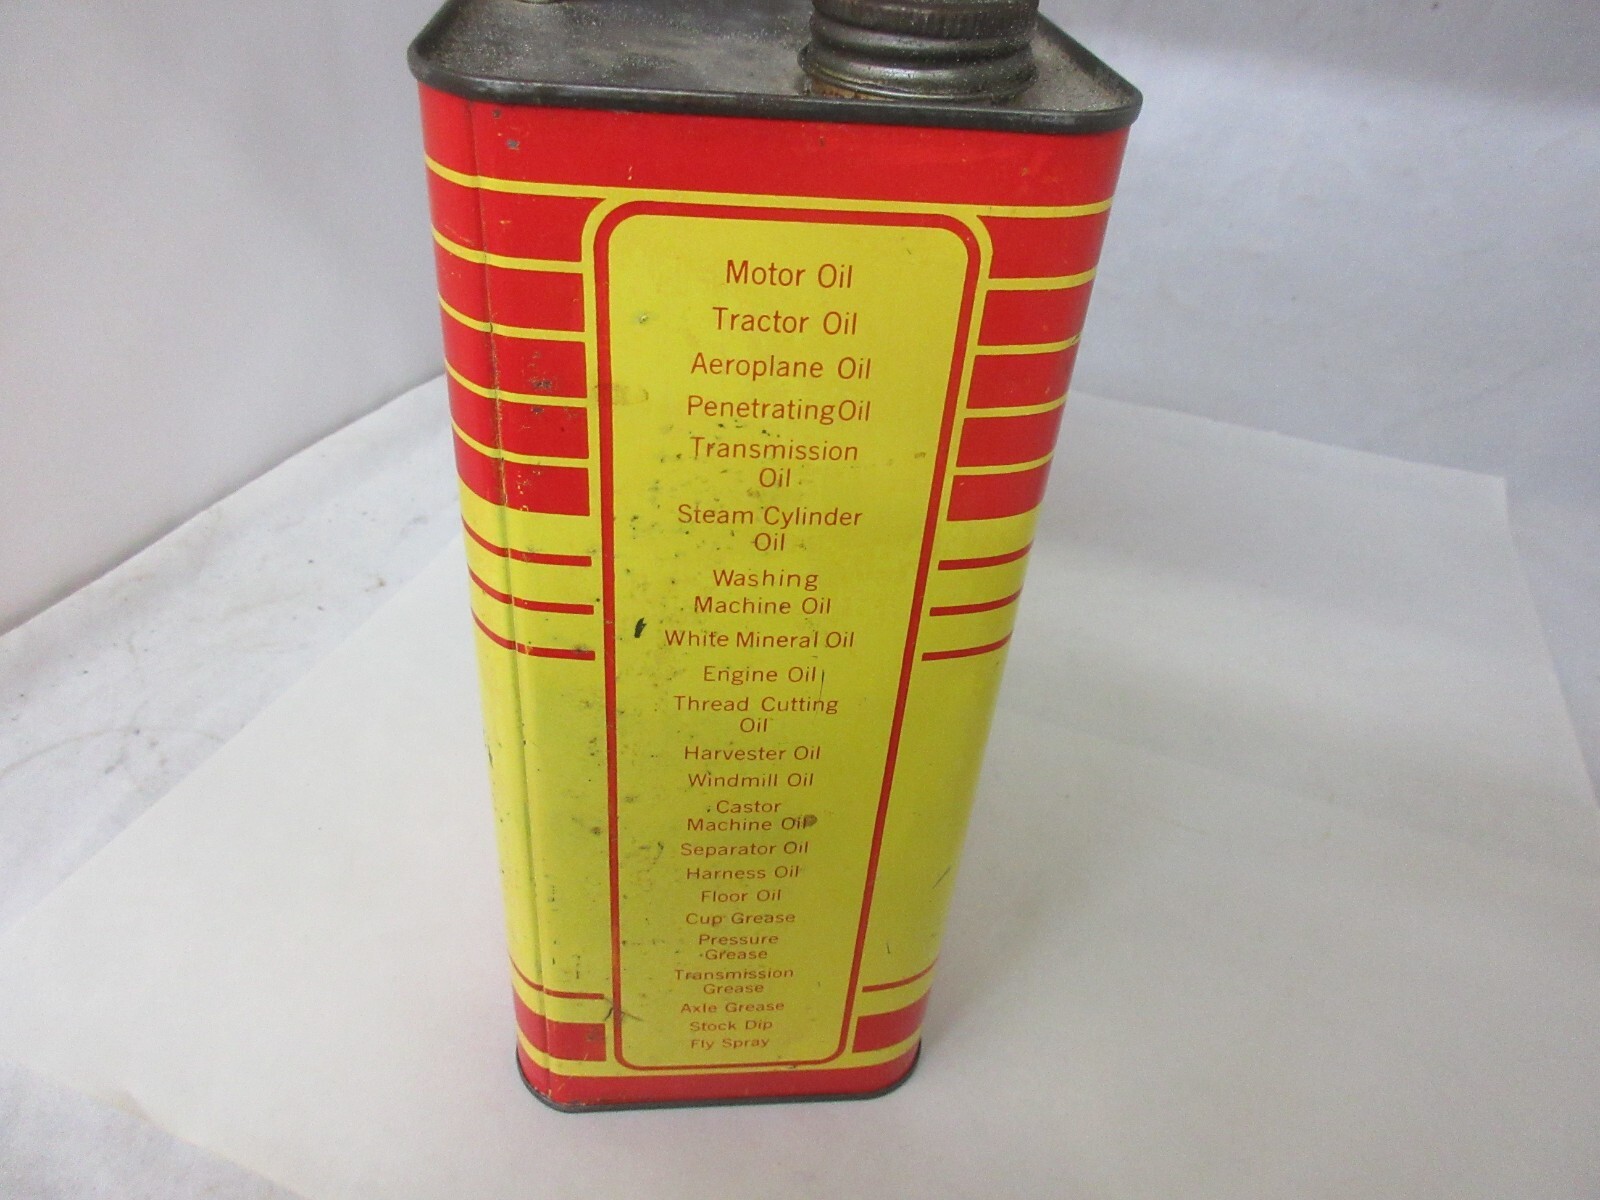 Motor Oil
Tractor Oil
Aeroplane Oil
Penetrating Oil
Transmission
Oil
Steam Cylinder
Oil
Washing
Machine Oil
White Mineral Oil
Engine Oil
Thread Cutting
Oil
Harvester Oil
Windmill Oil
Castor
Machine Oil
Separator Oil
Harness Oil
Floor Oil
Cup Grease
Pressure
Grease
Transmission
Grease
Axle Grease
Stock Dip
Fly Spray